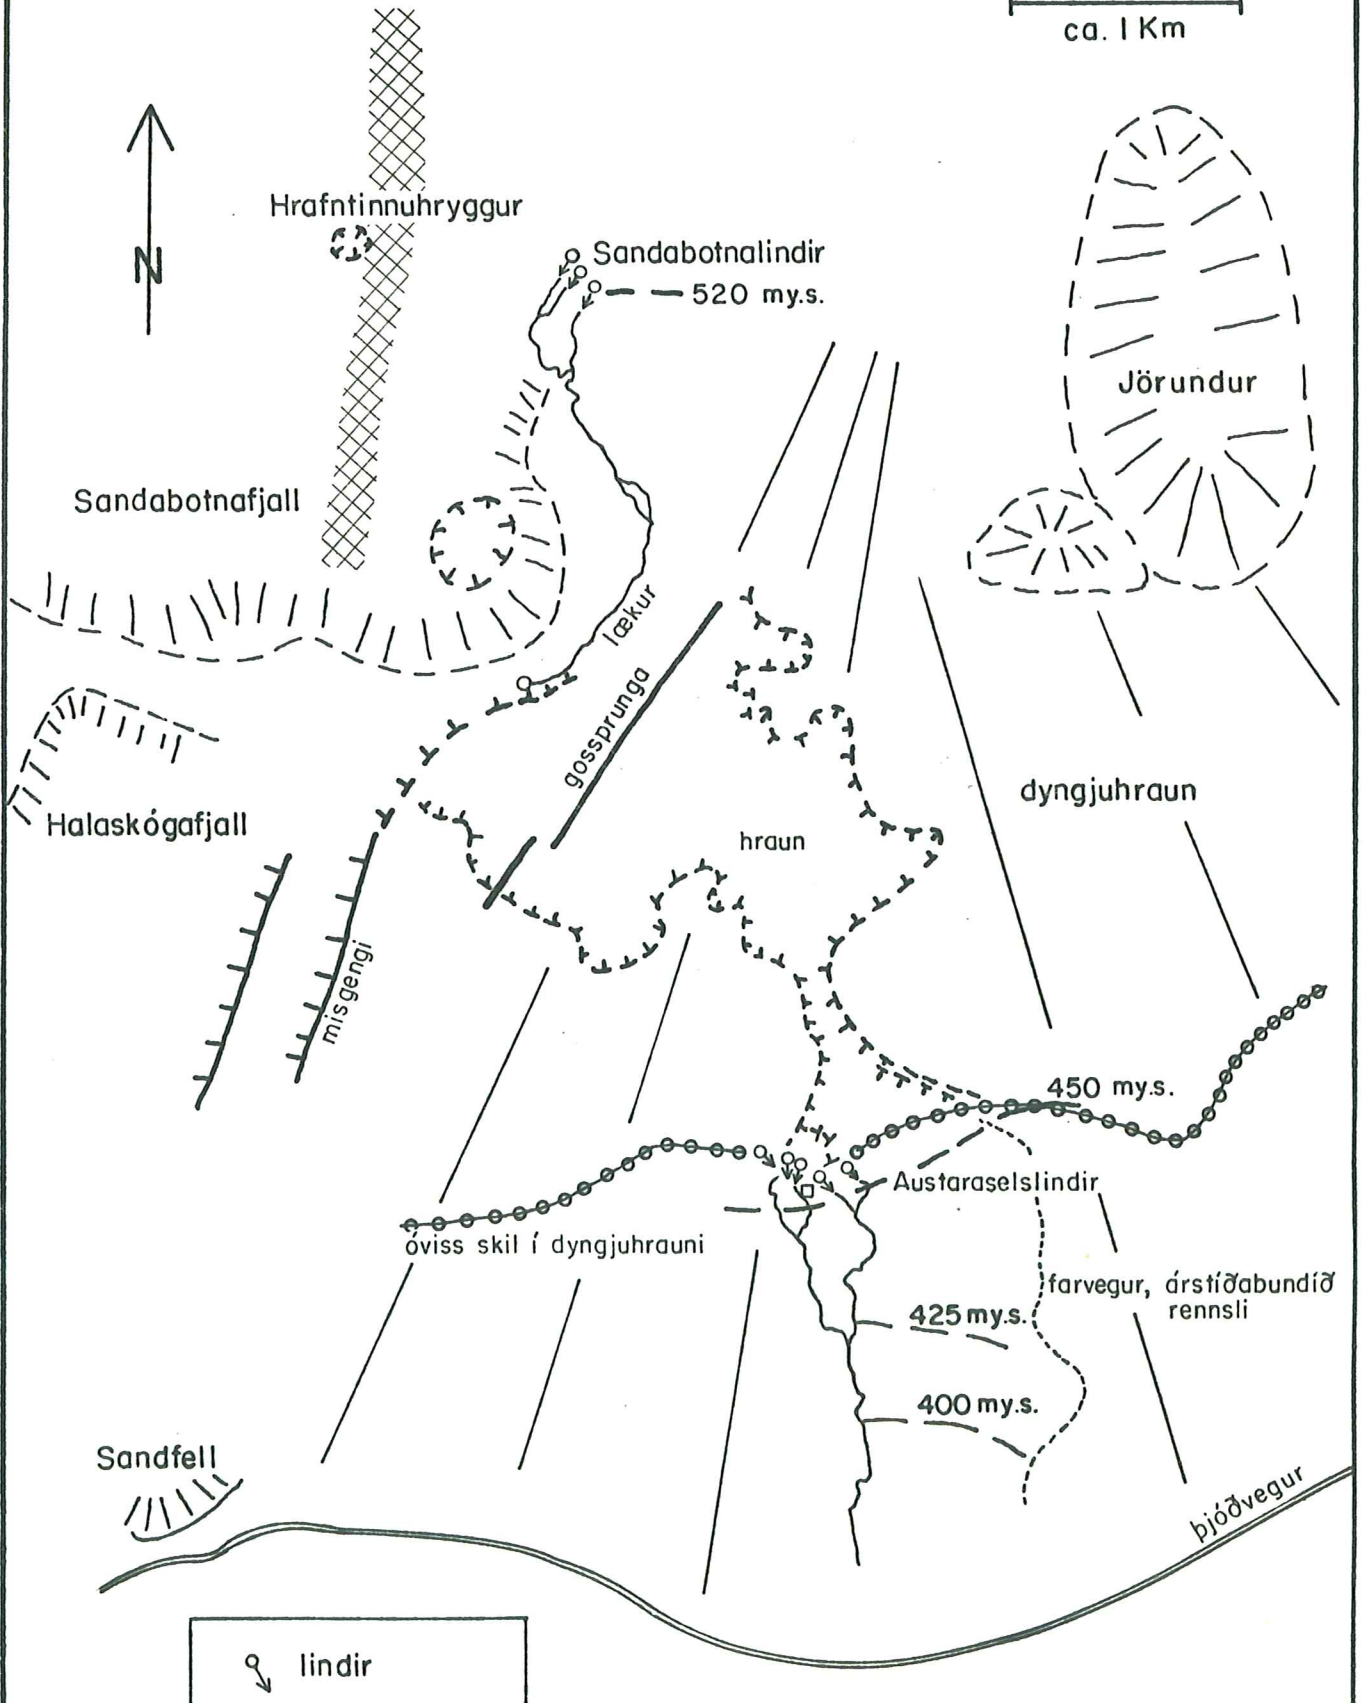 ca. 1 Km
N
Hrafntinnuhryggur
Sandabotnalindir
520 my.s.
Jörundur
Sandabotnafjall
lækur
gossprunga
dyngjuhraun
Halaskógafjall
hraun
misgengi
450 my.s.
Austaraselslindir
óviss skil í dyngjuhrauni
farvegur, árstíðabundið
rennsli
425 my.s.
400 my.s.
Sandfell
þjóðvegur
lindir